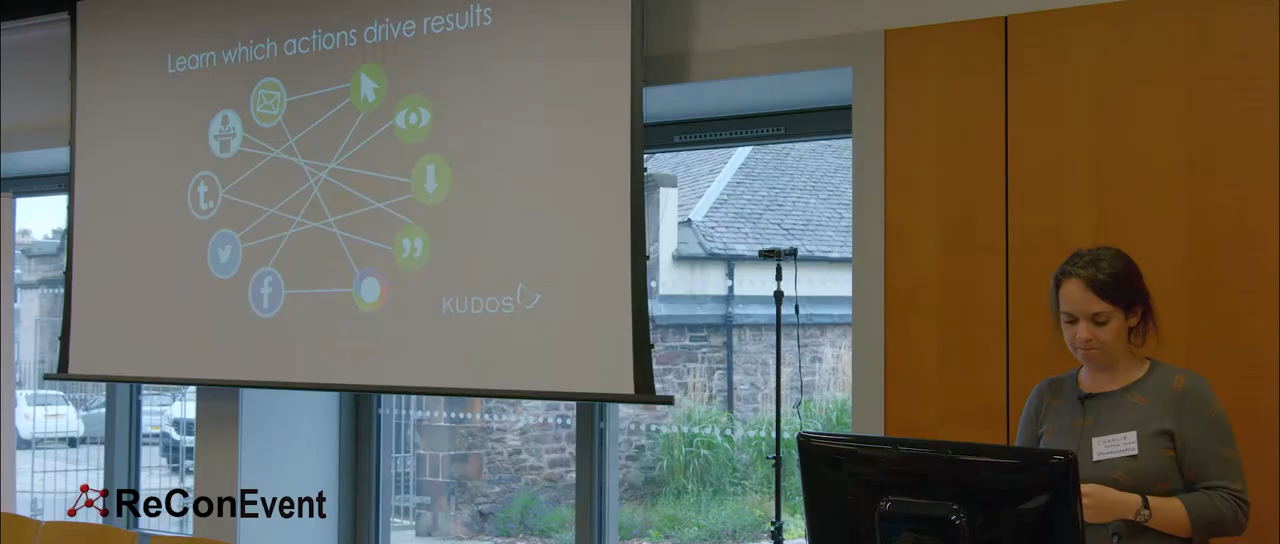 Learn which actions drive results
t.
f
KUDOS
CHARLIE
ReConEvent